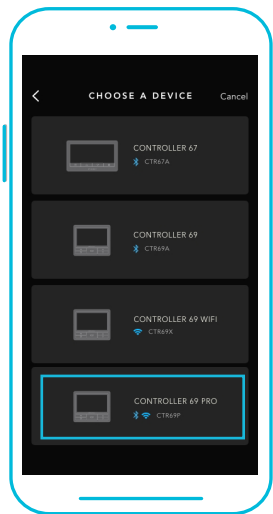 CHOOSE A DEVICE Cancel
CONTROLLER 67
CTR67A
CONTROLLER 69
CTR69A
CONTROLLER 69 WIFI
CTR69X
CONTROLLER 69 PRO
CTR69P